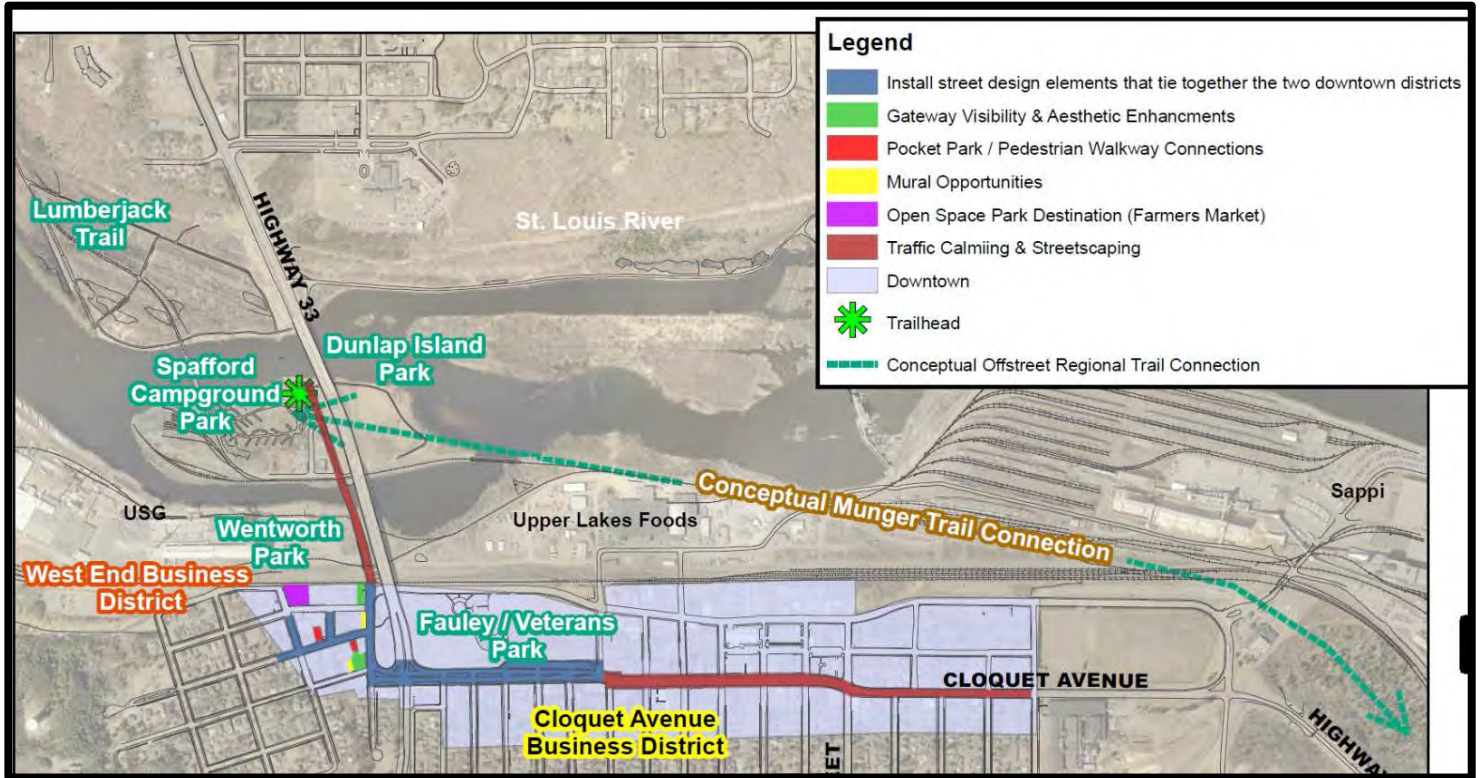 Legend
Install street design elements that tie together the two downtown districts
Gateway Visibility & Aesthetic Enhancments
Pocket Park / Pedestrian Walkway Connections
Mural Opportunities
Open Space Park Destination (Farmers Market)
Traffic Calmiing & Streetscaping
Downtown
Trailhead
Conceptual Offstreet Regional Trail Connection
Lumberjack
Trail
HIGHWAY 33
St. Louis River
Dunlap Island
Park
Spafford
Campground
Park
USG
Wentworth
Park
Upper Lakes Foods
Conceptual Munger Trail Connection
Sappi
West End Business
District
Fauley / Veterans
Park
CLOQUET AVENUE
Cloquet Avenue
Business District